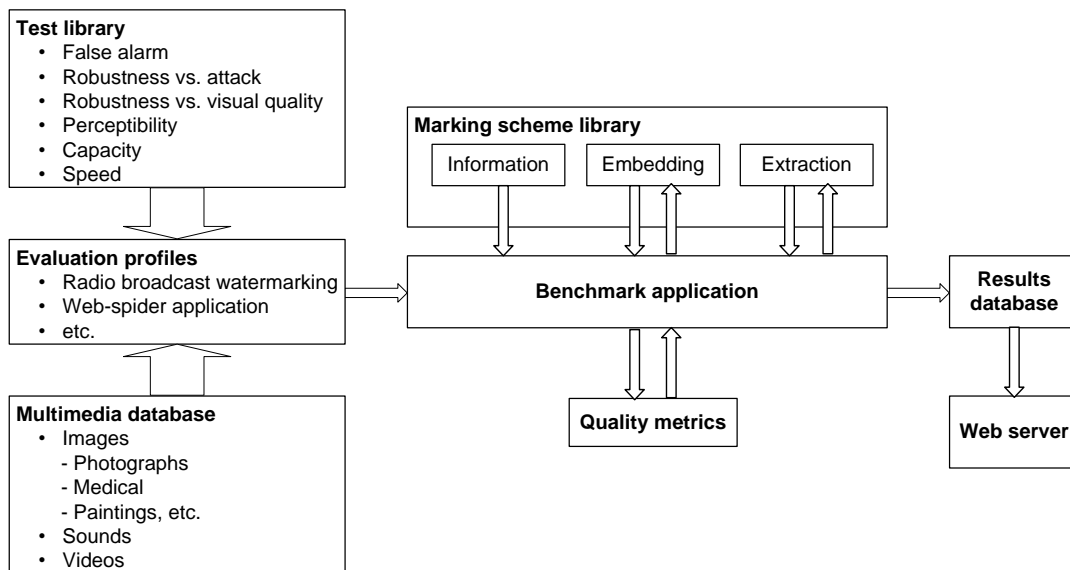 Test library
• False alarm
• Robustness vs. attack
• Robustness vs. visual quality
• Perceptibility
• Capacity
• Speed
Evaluation profiles
• Radio broadcast watermarking
• Web-spider application
• etc.
Multimedia database
• Images
- Photographs
- Medical
- Paintings, etc.
• Sounds
• Videos
Marking scheme library
Information
Embedding
Extraction
Benchmark application
Quality metrics
Results
database
Web server